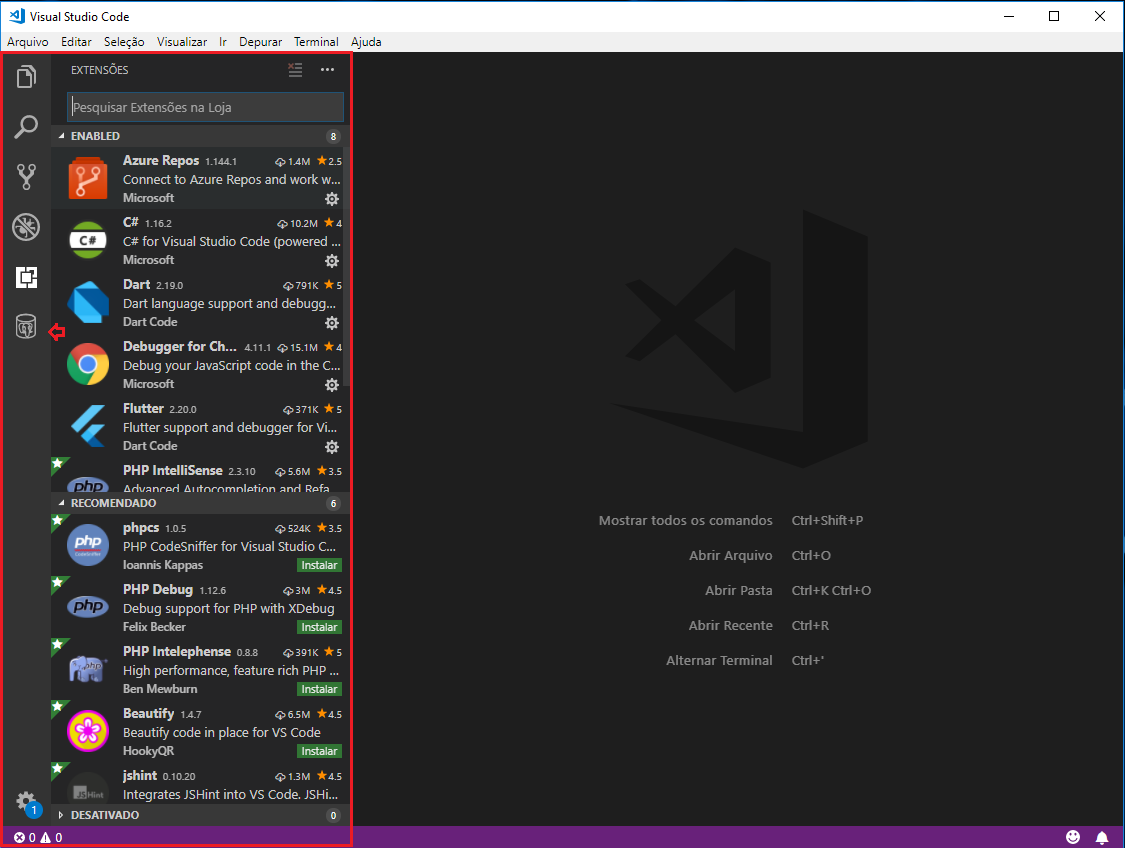 Visual Studio Code
Arquivo Editar Seleção Visualizar Ir Depurar Terminal Ajuda
EXTENSÕES
Pesquisar Extensões na Loja
ENABLED 8
Azure Repos 1.144.1 1.4M 2.5
Connect to Azure Repos and work w...
Microsoft
C# C# 1.16.2 10.2M 4
C# for Visual Studio Code (powered ...
Microsoft
Dart 2.19.0 791K 5
Dart language support and debugg...
Dart Code
Debugger for Ch... 4.11.1 15.1M 4
Debug your JavaScript code in the C...
Microsoft
Flutter 2.20.0 371K 5
Flutter support and debugger for Vi...
Dart Code
PHP IntelliSense 2.3.10 5.6M 3.5
php Advanced Autocompletion and Refa
RECOMENDADO 6
phpcs 1.0.5 524K 3.5
php PHP CodeSniffer for Visual Studio C...
Ioannis Kappas Instalar
PHP Debug 1.12.6 3M 4.5
php Debug support for PHP with XDebug
Felix Becker Instalar
PHP Intelephense 0.8.8 391K 5
php High performance, feature rich PHP ...
Ben Mewburn Instalar
Beautify 1.4.7 6.5M 4.5
Beautify code in place for VS Code
HookyQR Instalar
jshint 0.10.20 1.3M 4.5
JSHint Integrates JSHint into VS Code. JSHi...
DESATIVADO 0
1
0 0
Mostrar todos os comandos Ctrl+Shift+P
Abrir Arquivo Ctrl+O
Abrir Pasta Ctrl+K Ctrl+O
Abrir Recente Ctrl+R
Alternar Terminal Ctrl+'